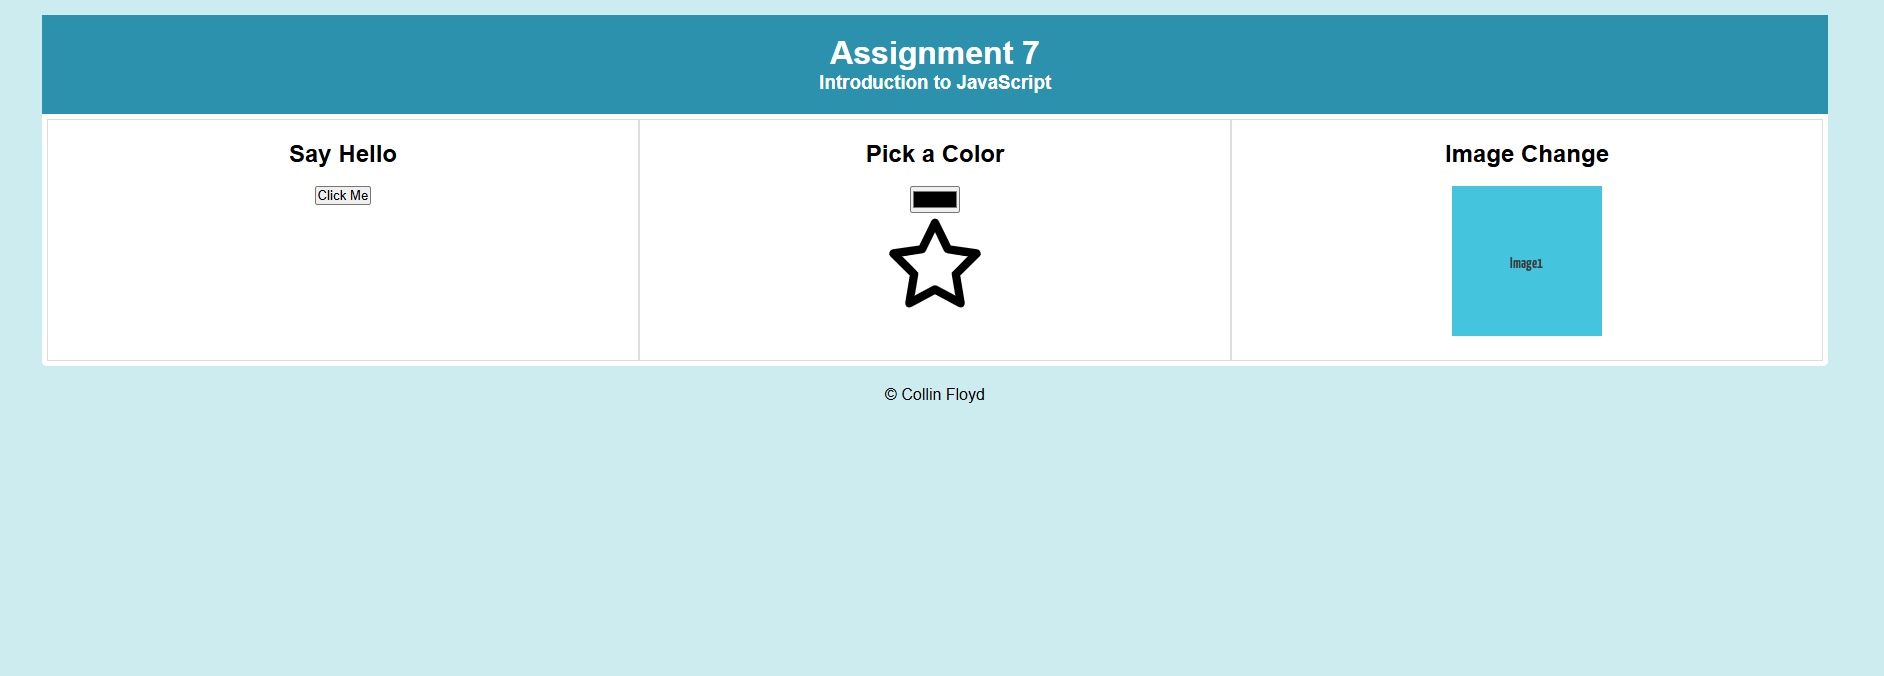 Assignment 7
Introduction to JavaScript
Say Hello
Click Me
Pick a Color
Image Change
Image1
© Collin Floyd